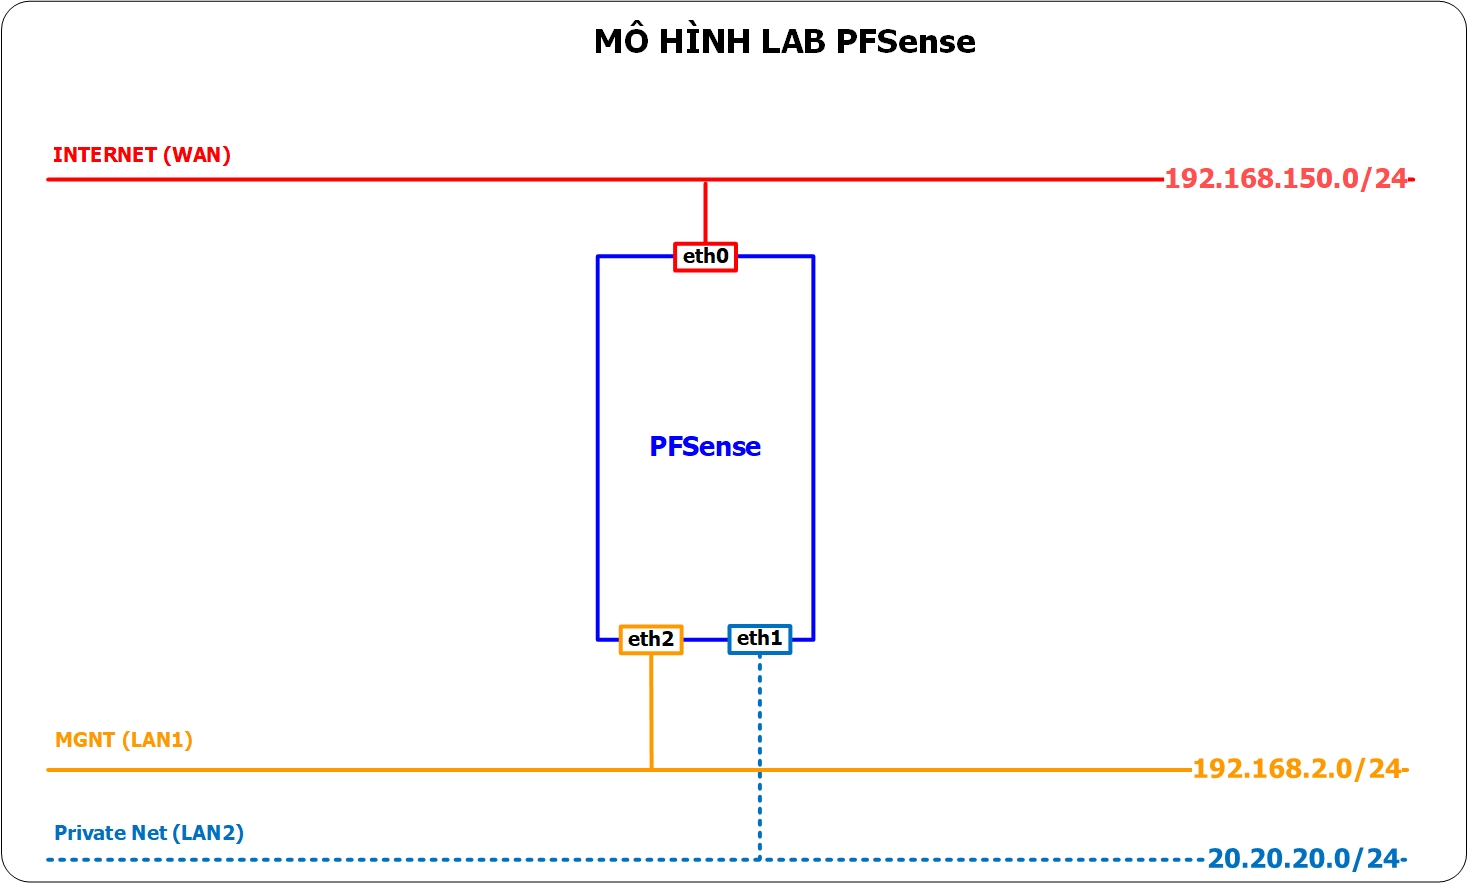 MÔ HÌNH LAB PFSense
INTERNET (WAN)
192.168.150.0/24
eth0
PFSense
eth2
eth1
MGNT (LAN1)
192.168.2.0/24
Private Net (LAN2)
20.20.20.0/24